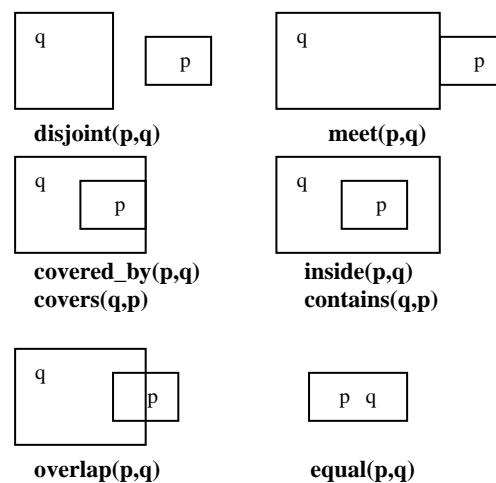 q
p
disjoint(p,q)
q
p
meet(p,q)
q
p
covered_by(p,q)
covers(q,p)
q
p
inside(p,q)
contains(q,p)
q
p
overlap(p,q)
p q
equal(p,q)